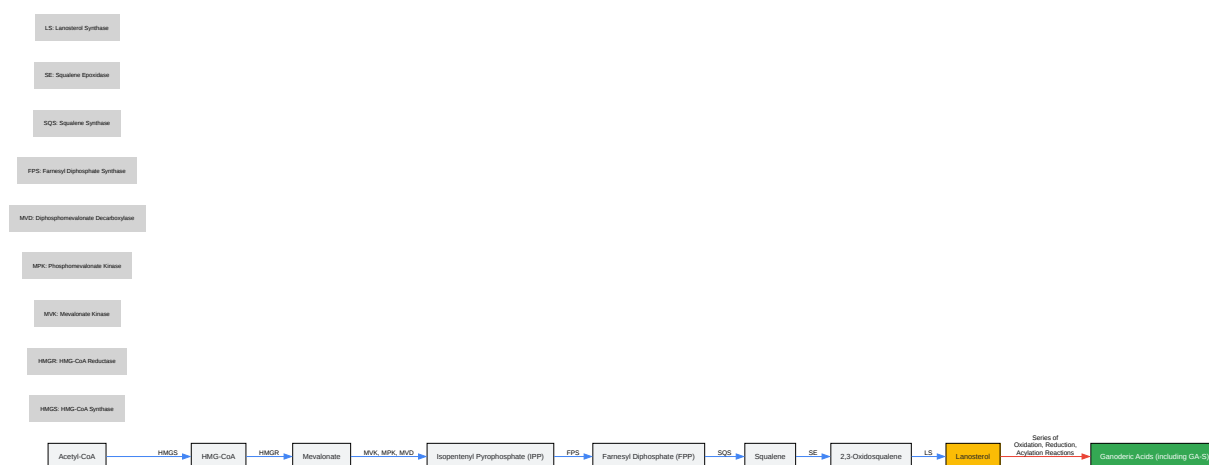 LS: Lanosterol Synthase
SE: Squalene Epoxidase
SQS: Squalene Synthase
FPS: Farnesyl Diphosphate Synthase
MVD: Diphosphomevalonate Decarboxylase
MPK: Phosphomevalonate Kinase
MVK: Mevalonate Kinase
HMGR: HMG-CoA Reductase
HMGS: HMG-CoA Synthase
Acetyl-CoA
HMGS
HMG-CoA
HMGR
Mevalonate
MVK, MPK, MVD
Isopentenyl Pyrophosphate (IPP)
FPS
Farnesyl Diphosphate (FPP)
SQS
Squalene
SE
2,3-Oxidosqualene
LS
Lanosterol
Series of
Oxidation, Reduction,
Acylation Reactions
Ganoderic Acids (including GA-S)